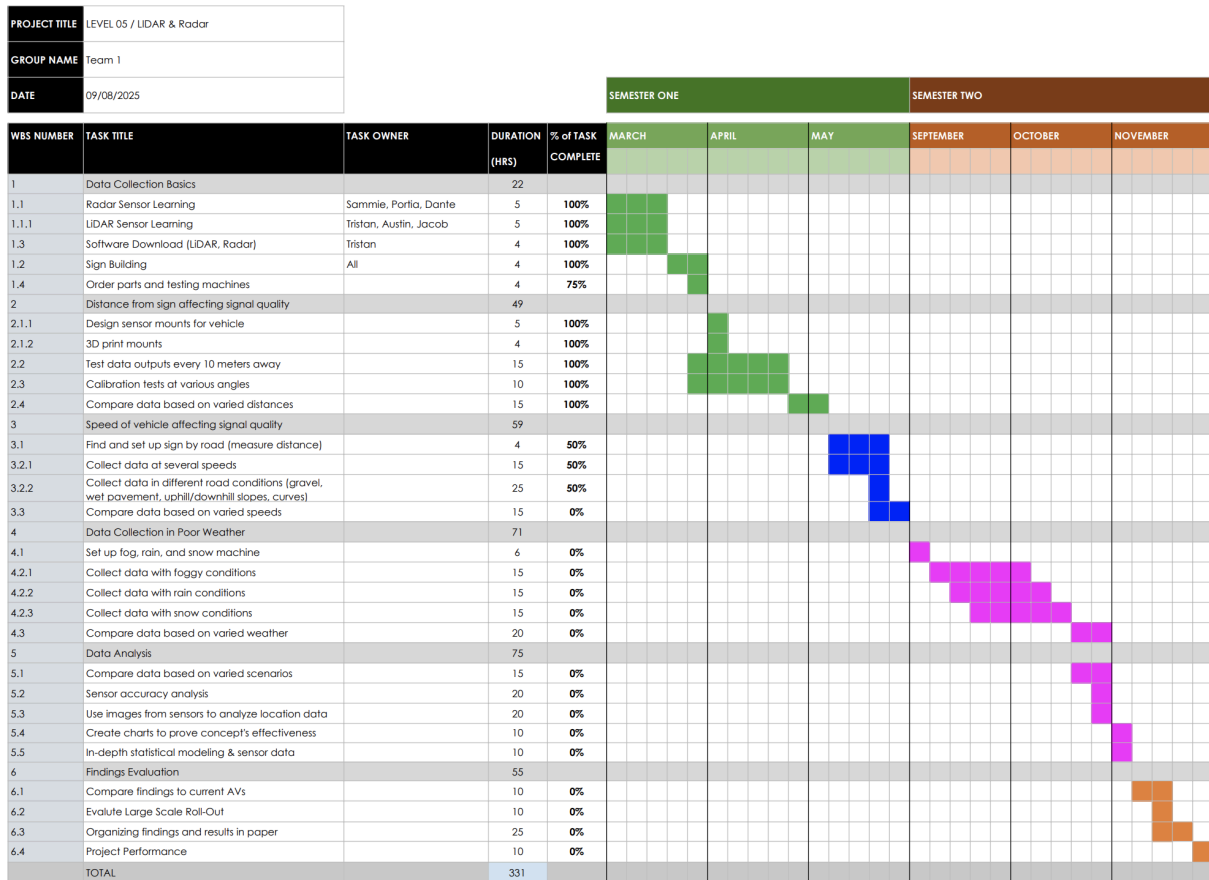 PROJECT TITLE LEVEL 05 / LIDAR & Radar
GROUP NAME Team 1
DATE 09/08/2025
SEMESTER ONE SEMESTER TWO
WBS NUMBER TASK TITLE TASK OWNER DURATION (HRS) % of TASK COMPLETE MARCH APRIL MAY SEPTEMBER OCTOBER NOVEMBER
1 Data Collection Basics 22
1.1 Radar Sensor Learning Sammie, Portia, Dante 5 100%
1.1.1 LiDAR Sensor Learning Tristan, Austin, Jacob 5 100%
1.3 Software Download (LiDAR, Radar) Tristan 4 100%
1.2 Sign Building All 4 100%
1.4 Order parts and testing machines 4 75%
2 Distance from sign affecting signal quality 49
2.1.1 Design sensor mounts for vehicle 5 100%
2.1.2 3D print mounts 4 100%
2.2 Test data outputs every 10 meters away 15 100%
2.3 Calibration tests at various angles 10 100%
2.4 Compare data based on varied distances 15 100%
3 Speed of vehicle affecting signal quality 59
3.1 Find and set up sign by road (measure distance) 4 50%
3.2.1 Collect data at several speeds 15 50%
3.2.2 Collect data in different road conditions (gravel, wet pavement, uphill/downhill slopes, curves) 25 50%
3.3 Compare data based on varied speeds 15 0%
4 Data Collection in Poor Weather 71
4.1 Set up fog, rain, and snow machine 6 0%
4.2.1 Collect data with foggy conditions 15 0%
4.2.2 Collect data with rain conditions 15 0%
4.2.3 Collect data with snow conditions 15 0%
4.3 Compare data based on varied weather 20 0%
5 Data Analysis 75
5.1 Compare data based on varied scenarios 15 0%
5.2 Sensor accuracy analysis 20 0%
5.3 Use images from sensors to analyze location data 20 0%
5.4 Create charts to prove concept's effectiveness 10 0%
5.5 In-depth statistical modeling & sensor data 10 0%
6 Findings Evaluation 55
6.1 Compare findings to current AVs 10 0%
6.2 Evalute Large Scale Roll-Out 10 0%
6.3 Organizing findings and results in paper 25 0%
6.4 Project Performance 10 0%
TOTAL 331